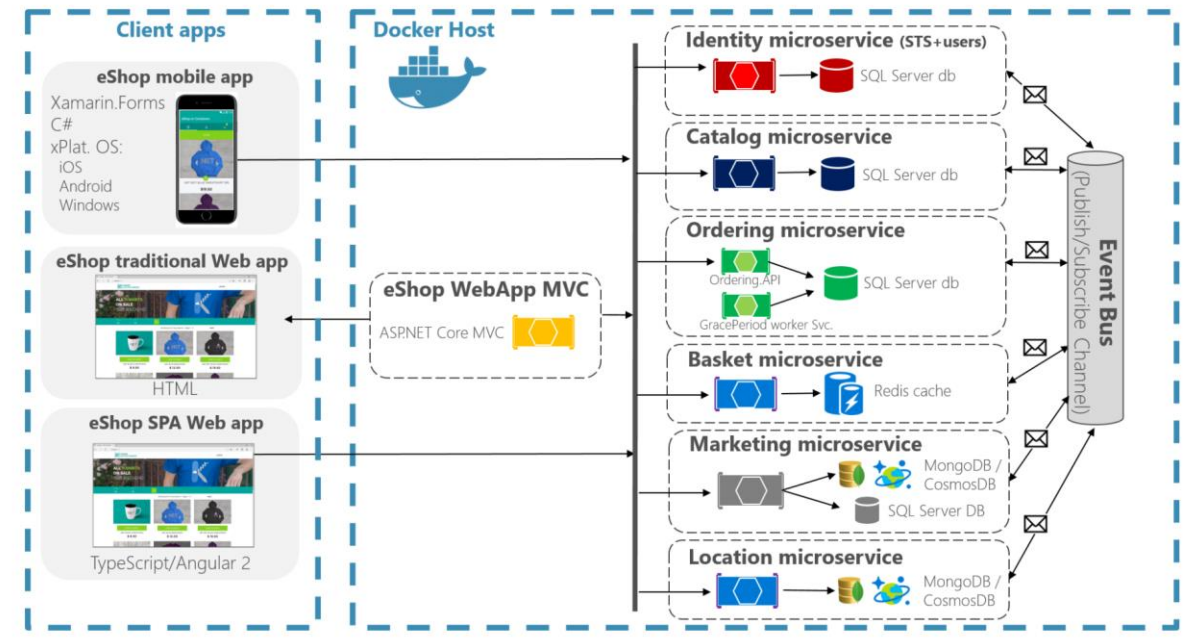 Client apps
eShop mobile app
Xamarin.Forms
C#
xPlat. OS:
iOS
Android
Windows
eShop traditional Web app
HTML
eShop SPA Web app
TypeScript/Angular 2
Docker Host
eShop WebApp MVC
ASP.NET Core MVC
Identity microservice (STS+users)
SQL Server db
Catalog microservice
SQL Server db
Ordering microservice
Ordering.API
SQL Server db
GracePeriod worker Svc.
Basket microservice
Redis cache
Marketing microservice
MongoDB /
CosmosDB
SQL Server DB
Location microservice
MongoDB /
CosmosDB
Event Bus
(Publish/Subscribe Channel)